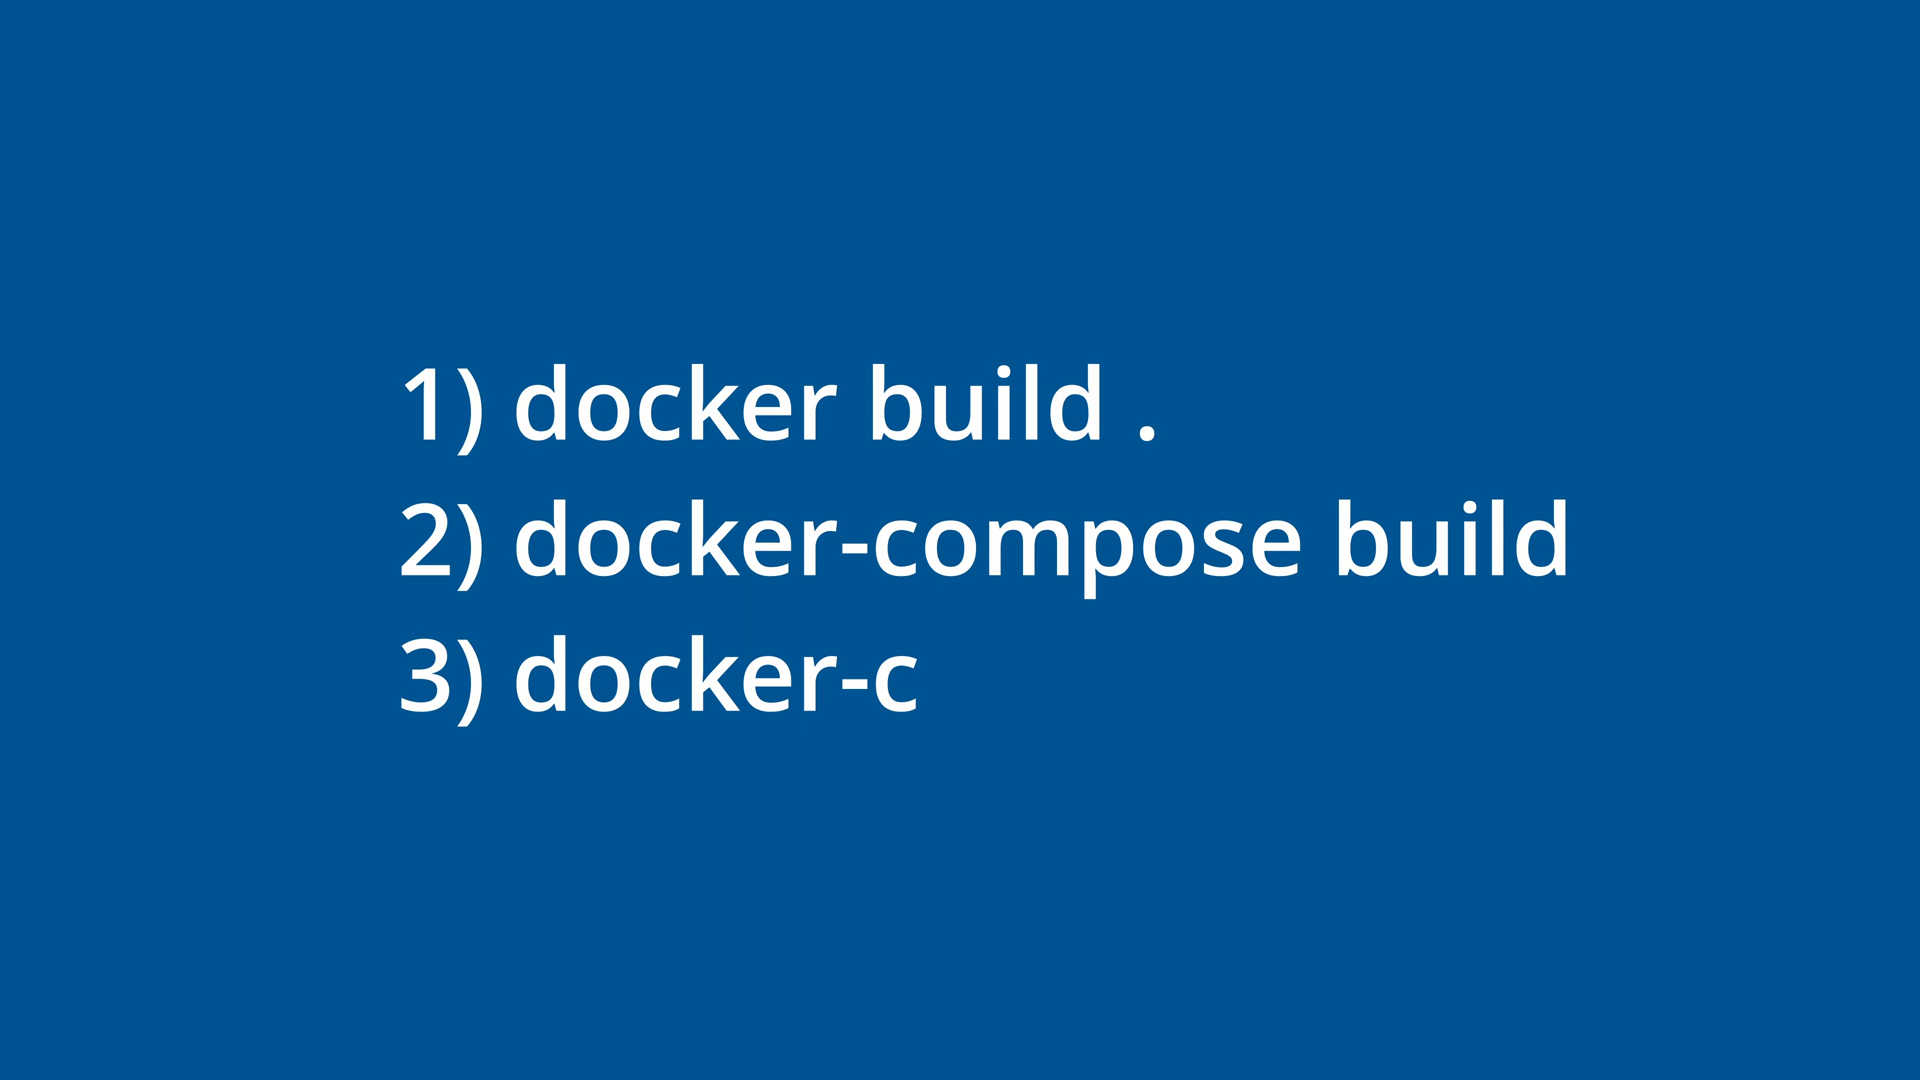 1) docker build .
2) docker-compose build
3) docker-c